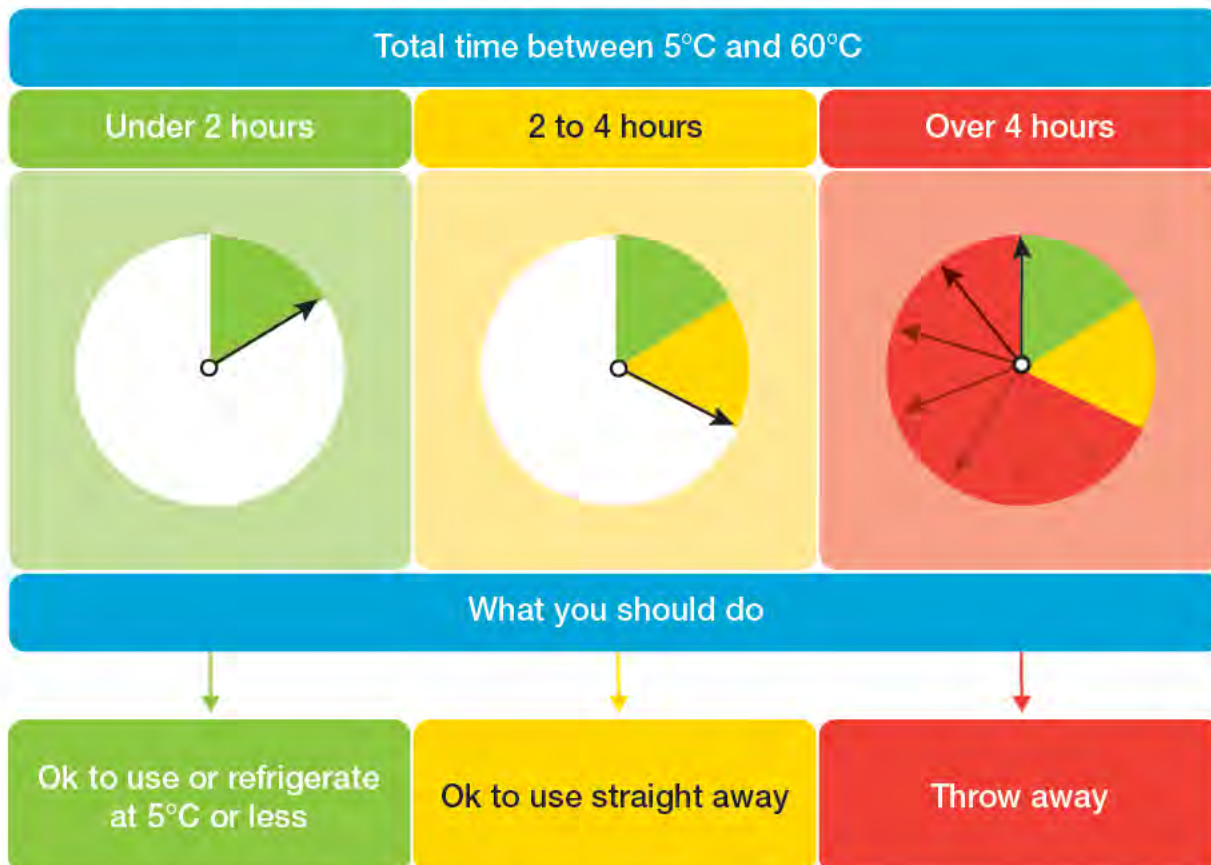 Total time between 5°C and 60°C
Under 2 hours
2 to 4 hours
Over 4 hours
What you should do
Ok to use or refrigerate
at 5°C or less
Ok to use straight away
Throw away